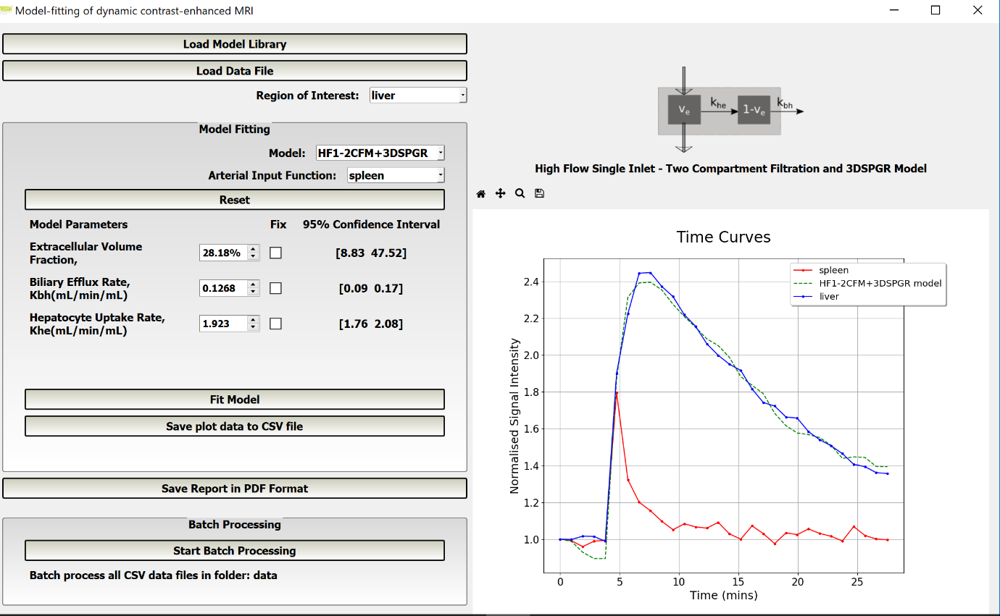 Model-fitting of dynamic contrast-enhanced MRI
Load Model Library
Load Data File
Region of Interest: liver
Model Fitting
Model: HF1-2CFM+3DSPGR
Arterial Input Function: spleen
Reset
Model Parameters Fix 95% Confidence Interval
Extracellular Volume
Fraction,
28.18% [8.83 47.52]
Biliary Efflux Rate,
Kbh(mL/min/mL)
0.1268 [0.09 0.17]
Hepatocyte Uptake Rate,
Khe(mL/min/mL)
1.923 [1.76 2.08]
Fit Model
Save plot data to CSV file
Save Report in PDF Format
Batch Processing
Start Batch Processing
Batch process all CSV data files in folder: data
ve khe 1-ve kbh
High Flow Single Inlet - Two Compartment Filtration and 3DSPGR Model
Time Curves
spleen
HF1-2CFM+3DSPGR model
liver
Normalised Signal Intensity
2.4
2.2
2.0
1.8
1.6
1.4
1.2
1.0
0 5 10 15 20 25
Time (mins)